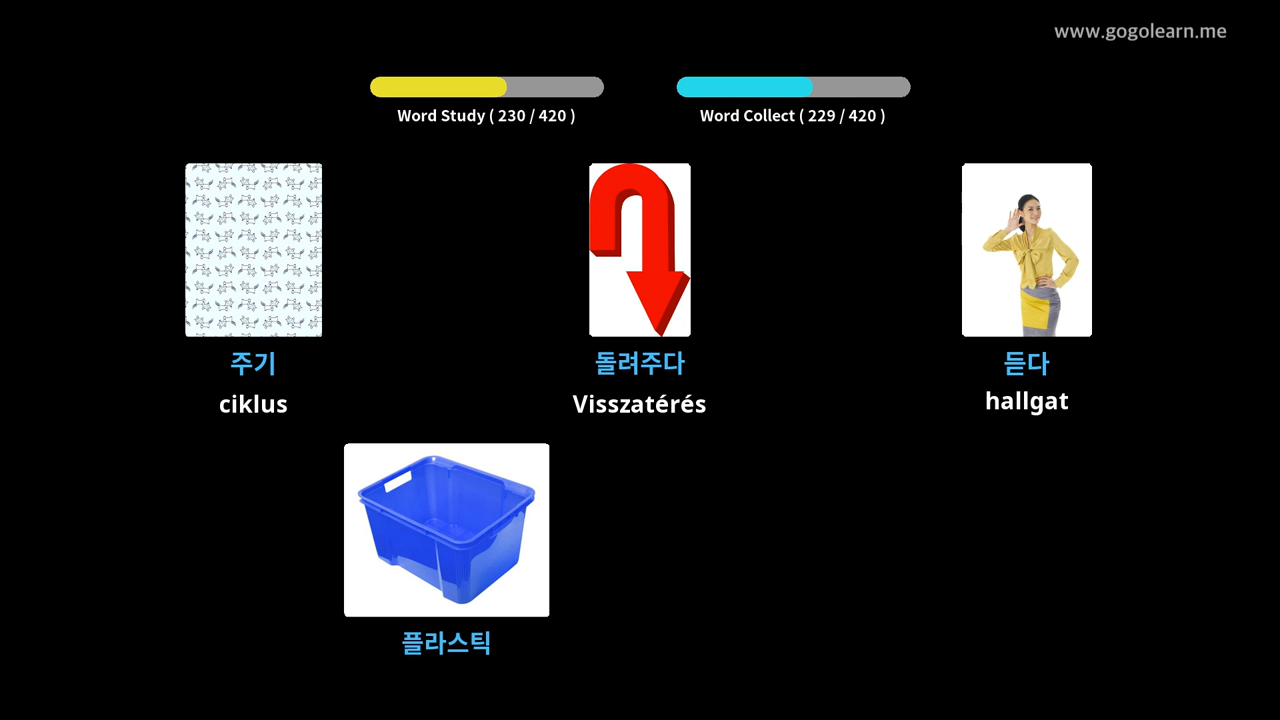 www.gogolearn.me
Word Study ( 230 / 420 )
Word Collect ( 229 / 420 )
주기
돌려주다
듣다
ciklus
Visszatérés
hallgat
플라스틱